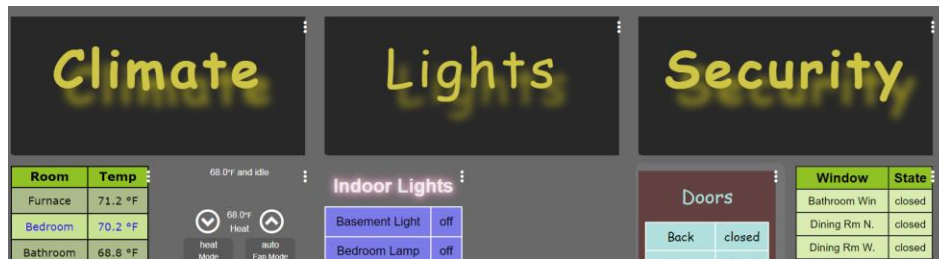 Climate
Lights
Security
Room Temp
Furnace 71.2 °F
Bedroom 70.2 °F
Bathroom 68.8 °F
68.0°F and idle
68.0°F
Heat
heat auto
Mode Fan Mode
Indoor Lights
Basement Light off
Bedroom Lamp off
Doors
Back closed
Window State
Bathroom Win closed
Dining Rm N. closed
Dining Rm W. closed